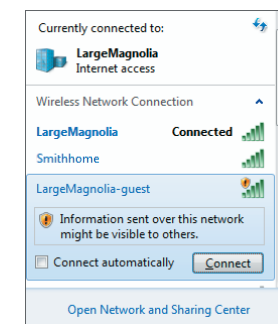 Currently connected to:
LargeMagnolia
Internet access
Wireless Network Connection
LargeMagnolia Connected
Smithhome
LargeMagnolia-guest
Information sent over this network
might be visible to others.
Connect automatically Connect
Open Network and Sharing Center